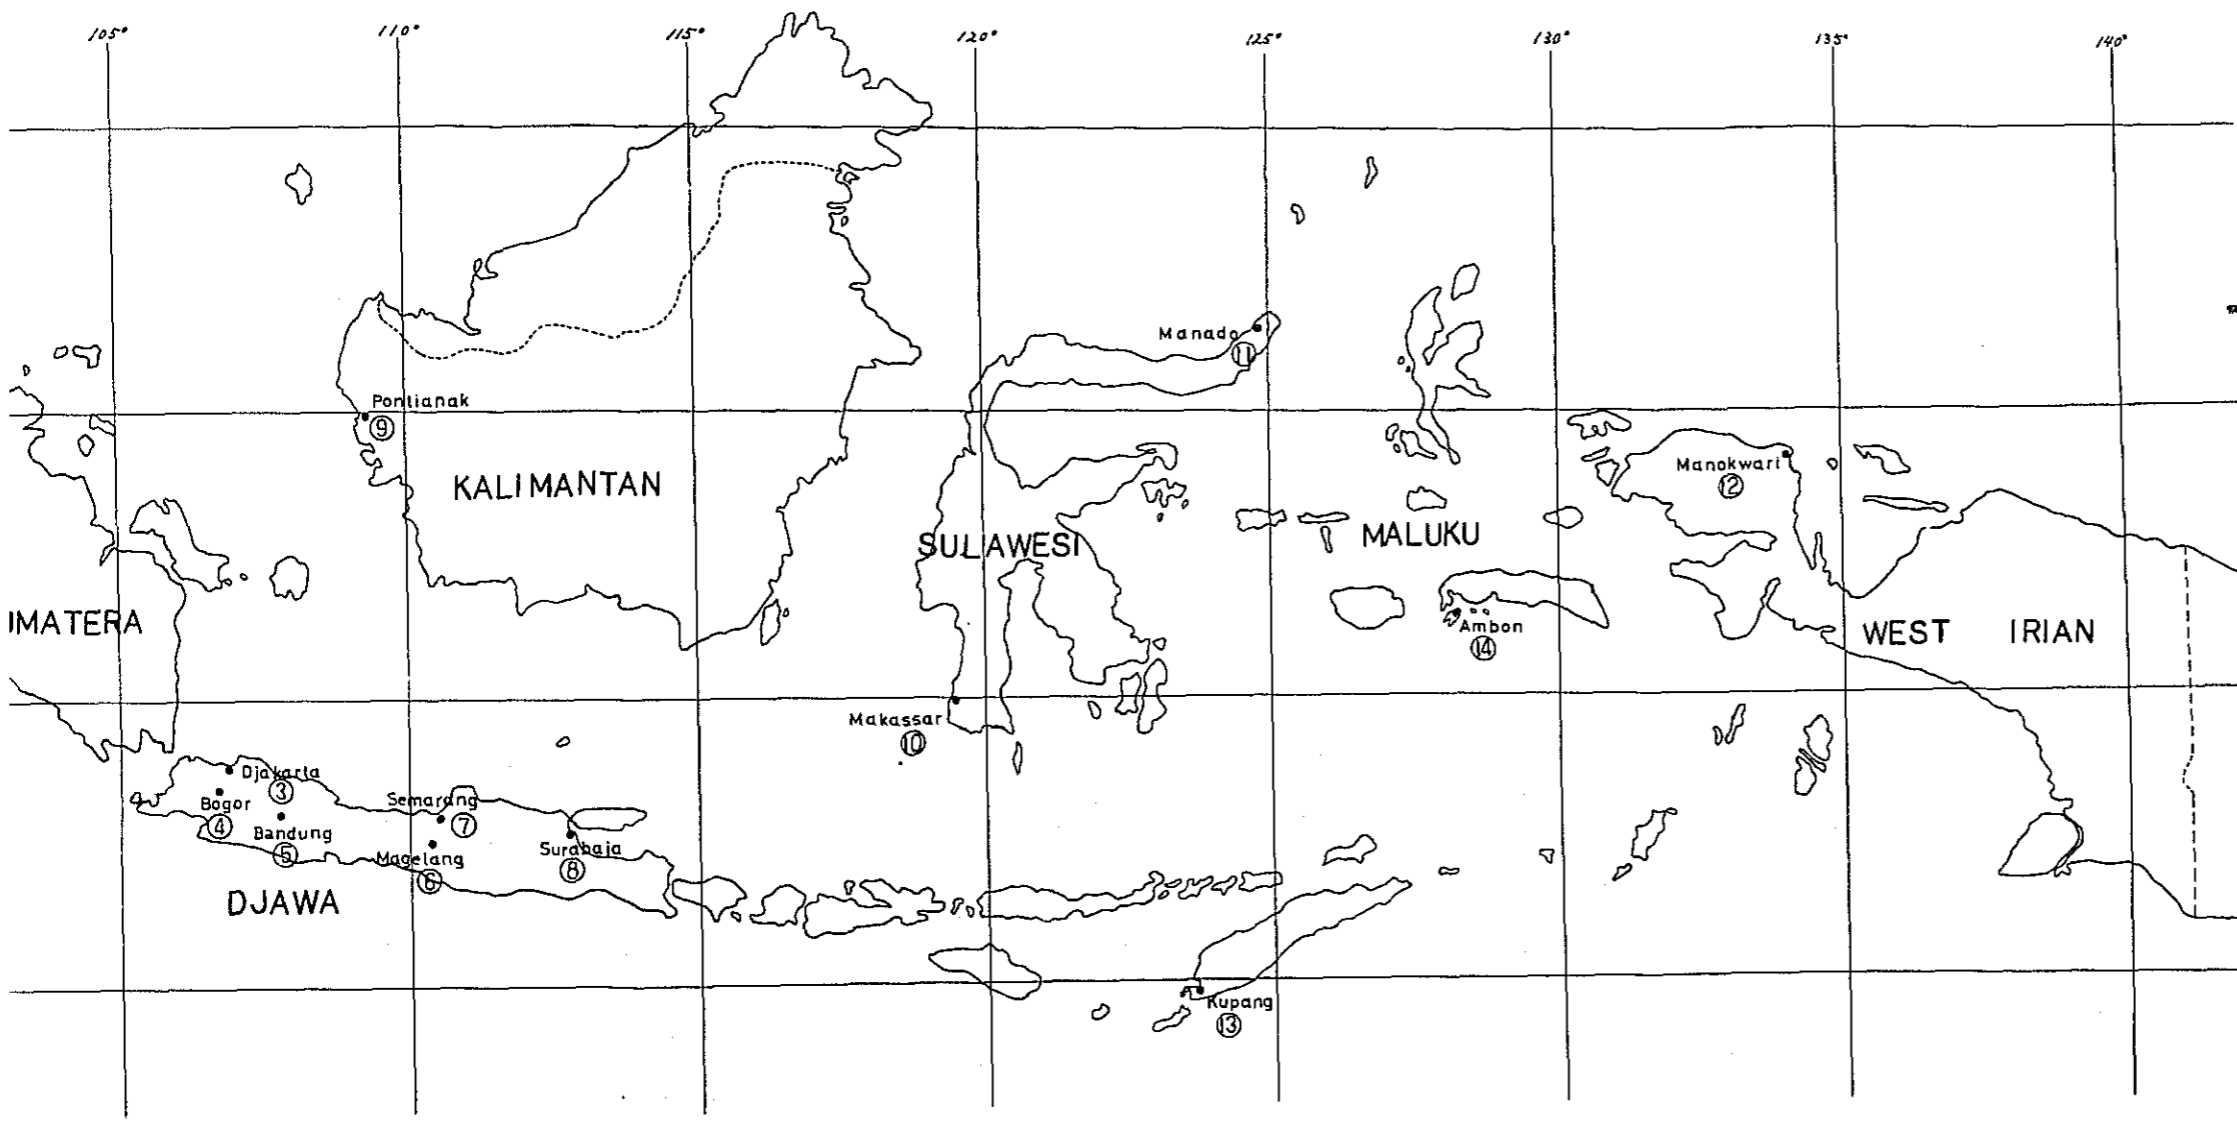 105° 110° 115° 120° 125° 130° 135° 140°
Manado
⑪
Pontianak
⑨
KALIMANTAN
Manokwari
⑫
SULAWESI
MALUKU
IMATERA
Ambon
⑭
WEST IRIAN
Makassar
⑩
Djakarta
③
Bogor
④
Semarang
⑦
Bandung
⑤
Magelang
⑥
Surabaja
⑧
DJAWA
Kupang
⑬